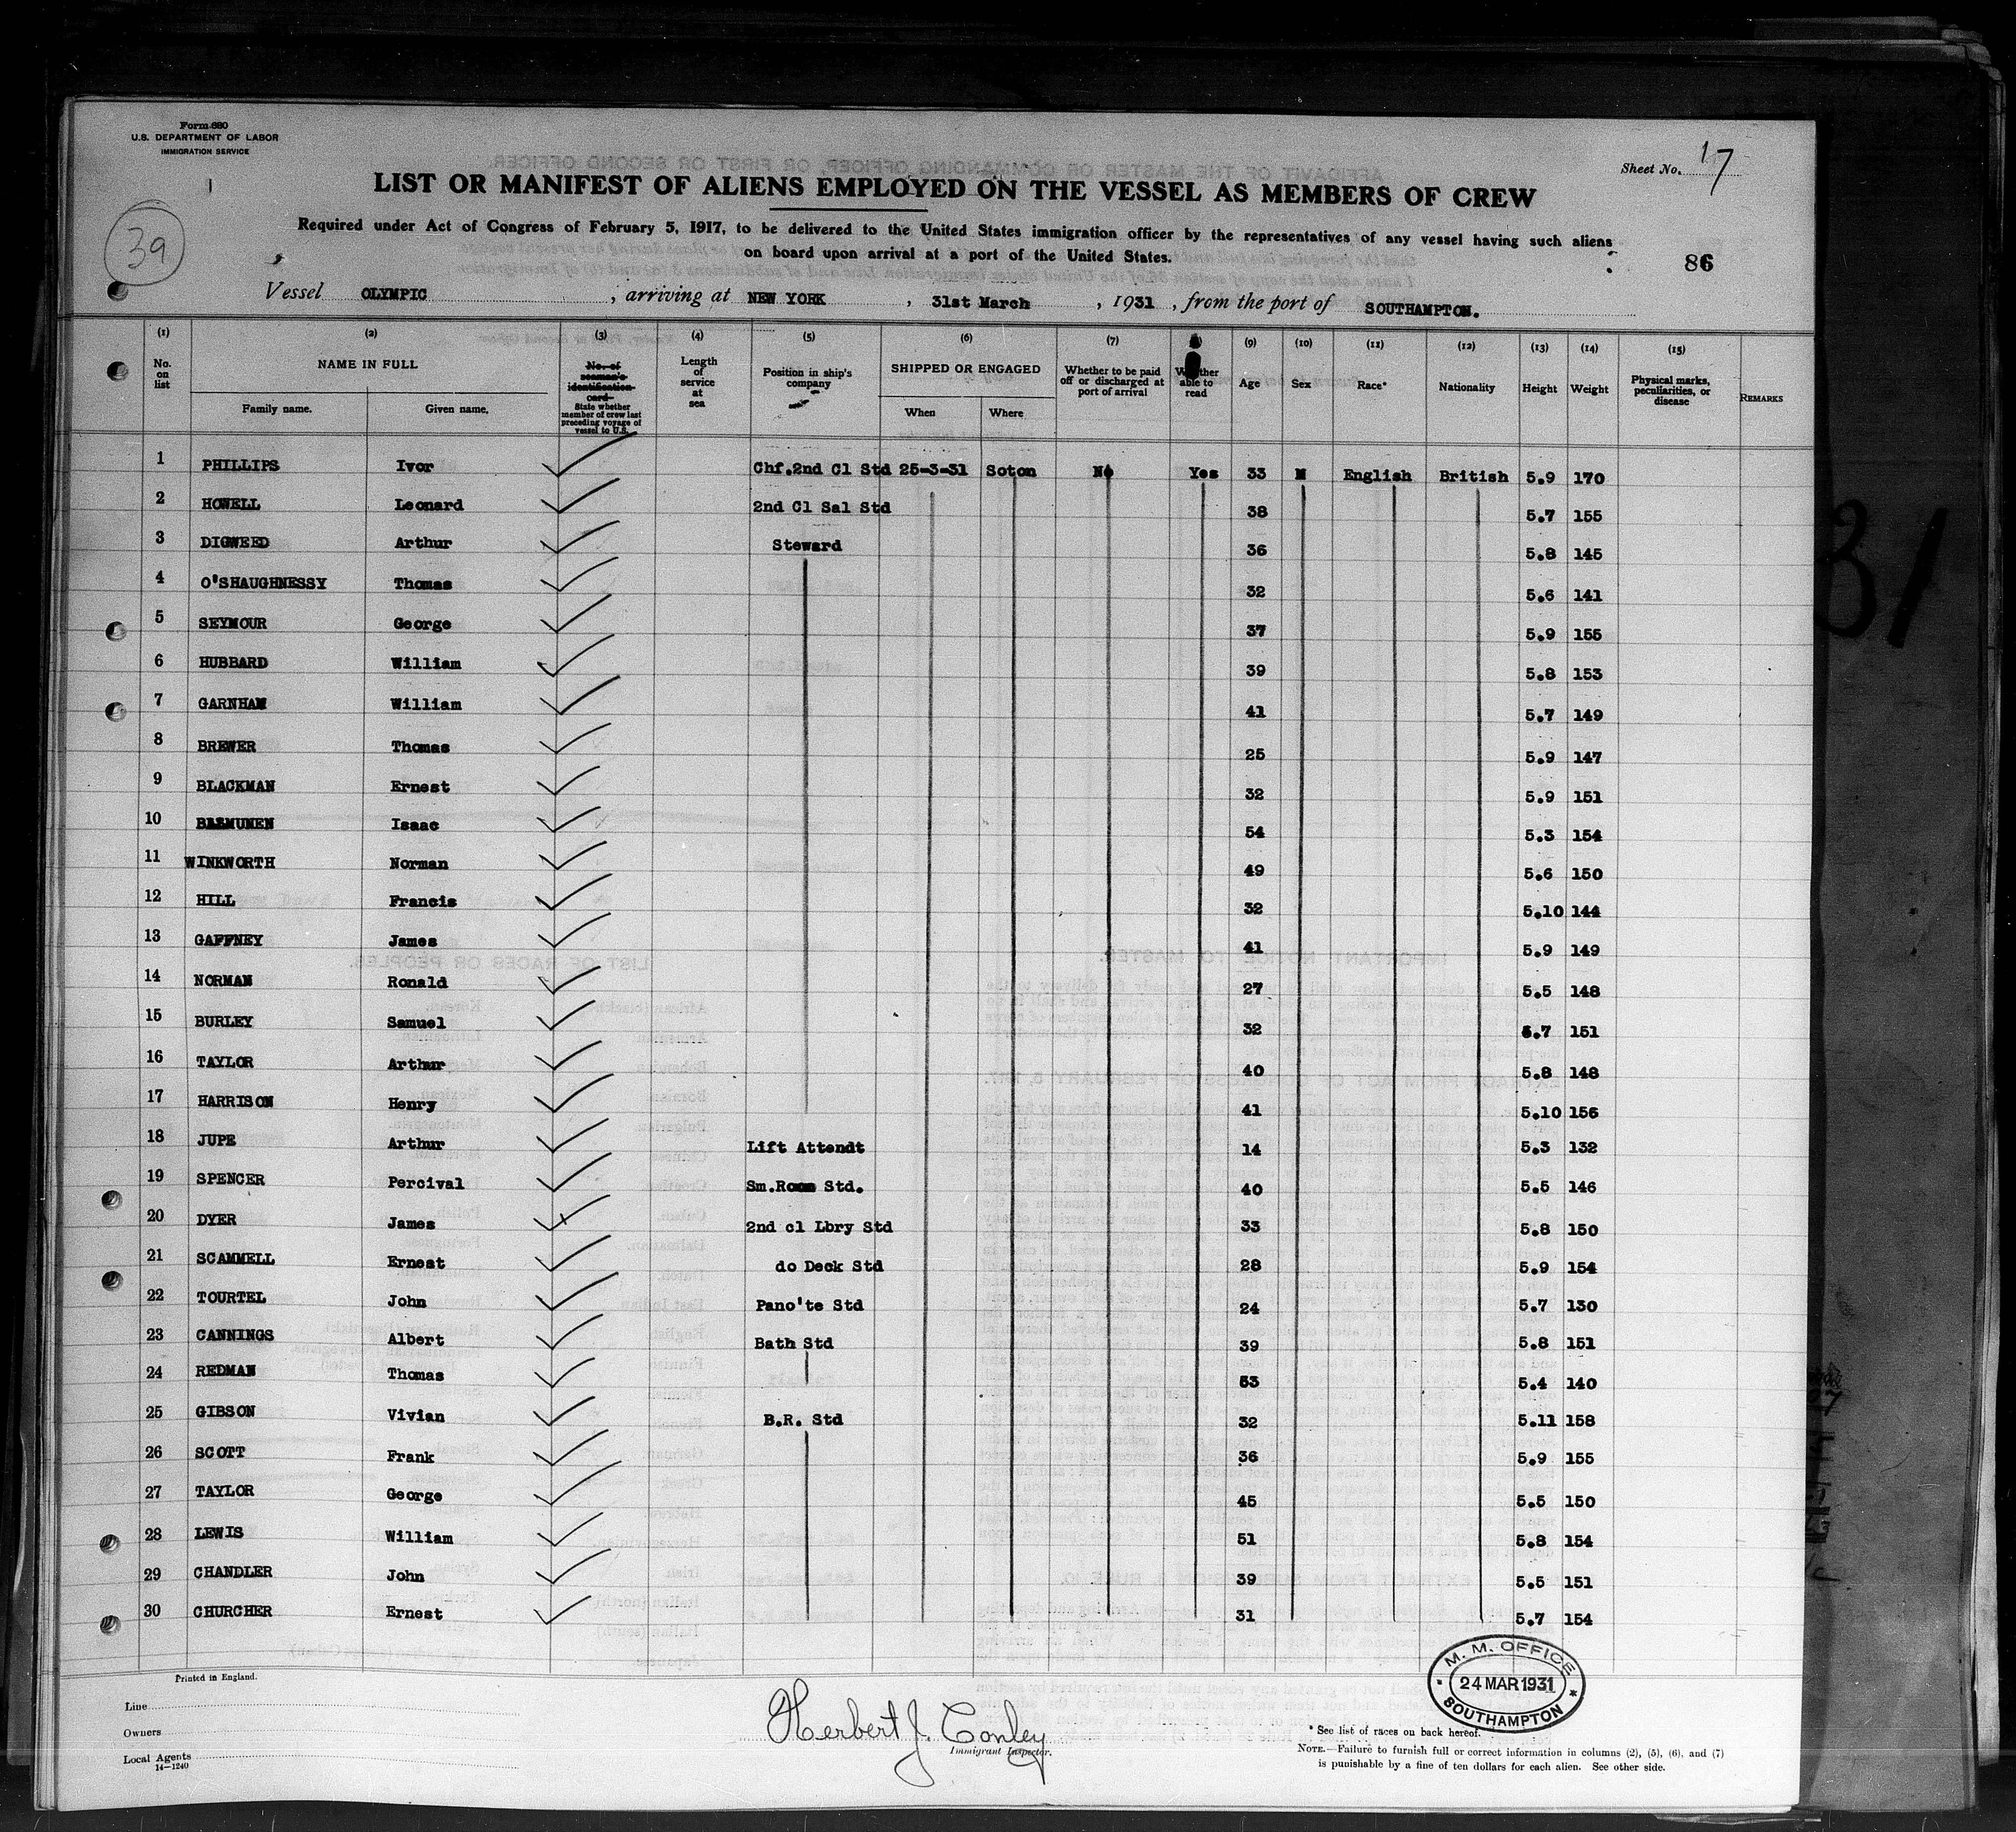 Form 680
U.S. DEPARTMENT OF LABOR
IMMIGRATION SERVICE
Sheet No. 17
39
LIST OR MANIFEST OF ALIENS EMPLOYED ON THE VESSEL AS MEMBERS OF CREW
Required under Act of Congress of February 5, 1917, to be delivered to the United States immigration officer by the representatives of any vessel having such aliens
on board upon arrival at a port of the United States.
86
Vessel OLYMPIC, arriving at NEW YORK, 31st March, 1931, from the port of SOUTHAMPTON.
(1) (2) (3) (4) (5) (6) (7) (9) (10) (11) (12) (13) (14) (15)
No. on list
NAME IN FULL
Family name. Given name.
No. of seaman's identification card
State whether member of crew last preceding voyage of vessel to U.S.
Length of service at sea
Position in ship's company
SHIPPED OR ENGAGED
When Where
Whether to be paid off or discharged at port of arrival
Whether able to read
Age Sex Race* Nationality Height Weight
Physical marks, peculiarities, or disease
REMARKS
1 PHILLIPS Ivor Chf.2nd Cl Std 25-3-31 Soton No Yes 33 M English British 5.9 170
2 HOWELL Leonard 2nd Cl Sal Std 38 5.7 155
3 DIGWEED Arthur Steward 36 5.8 145
4 O'SHAUGHNESSY Thomas 32 5.6 141
5 SEYMOUR George 37 5.9 155
6 HUBBARD William 39 5.8 153
7 GARNHAM William 41 5.7 149
8 BREWER Thomas 25 5.9 147
9 BLACKMAN Ernest 32 5.9 151
10 Isaac 54 5.3 154
11 WINKWORTH Norman 49 5.6 150
12 HILL Francis 32 5.10 144
13 GAFFNEY James 41 5.9 149
14 NORMAN Ronald 27 5.5 148
15 BURLEY Samuel 32 5.7 151
16 TAYLOR Arthur 40 5.8 148
17 HARRISON Henry 41 5.10 156
18 JUPE Arthur Lift Attendt 14 5.3 132
19 SPENCER Percival Sm.Room Std. 40 5.5 146
20 DYER James 2nd cl Lbry Std 33 5.8 150
21 SCAMMELL Ernest do Deck Std 28 5.9 154
22 TOURTEL John Pano'te Std 24 5.7 130
23 CANNINGS Albert Bath Std 39 5.8 151
24 REDMAN Thomas 53 5.4 140
25 GIBSON Vivian B.R. Std 32 5.11 158
26 SCOTT Frank 36 5.9 155
27 TAYLOR George 45 5.5 150
28 LEWIS William 51 5.8 154
29 CHANDLER John 39 5.5 151
30 CHURCHER Ernest 31 5.7 154
Printed in England.
Line
Owners
Local Agents
14—1240
Herbert J. Conley
Immigrant Inspector.
M. M. OFFICE
24 MAR 1931
SOUTHAMPTON
* See list of races on back hereof.
NOTE.—Failure to furnish full or correct information in columns (2), (5), (6), and (7)
is punishable by a fine of ten dollars for each alien. See other side.